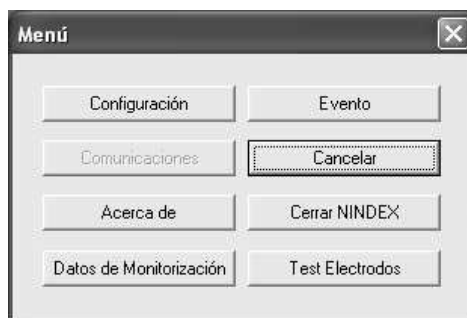 Menú
Configuración Evento
Comunicaciones Cancelar
Acerca de Cerrar NINDEX
Datos de Monitorización Test Electrodos